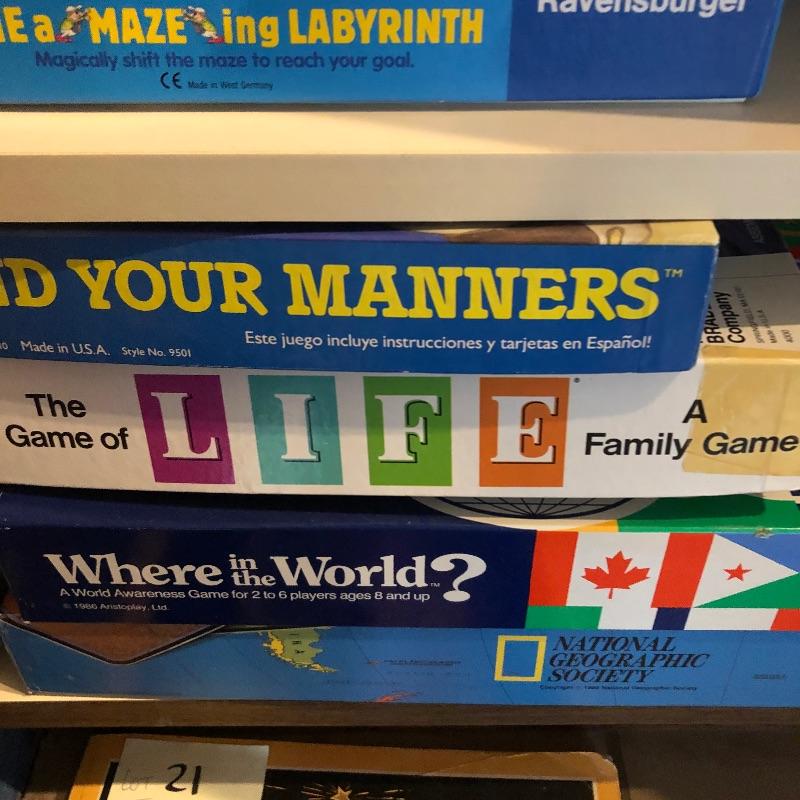 E a MAZE ing LABYRINTH
Ravensburger
Magically shift the maze to reach your goal.
CE Made in West Germany
ND YOUR MANNERS™
Made in U.S.A. Style No. 9501
Este juego incluye instrucciones y tarjetas en Español!
Company
The
Game of
LIFE
A
Family Game
Where in the World?™
A World Awareness Game for 2 to 6 players ages 8 and up
© 1986 Aristoplay, Ltd.
NATIONAL
GEOGRAPHIC
SOCIETY
LOT 21